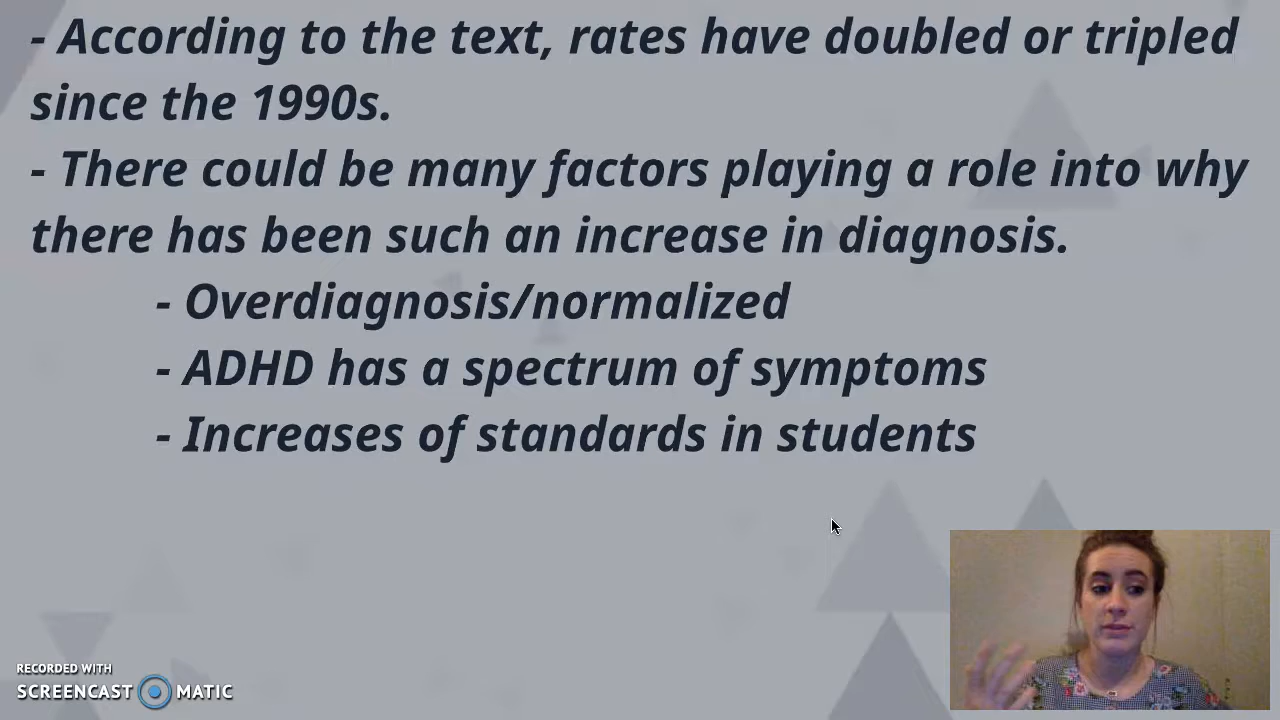 - According to the text, rates have doubled or tripled
since the 1990s.
- There could be many factors playing a role into why
there has been such an increase in diagnosis.
- Overdiagnosis/normalized
- ADHD has a spectrum of symptoms
- Increases of standards in students
RECORDED WITH
SCREENCAST MATIC